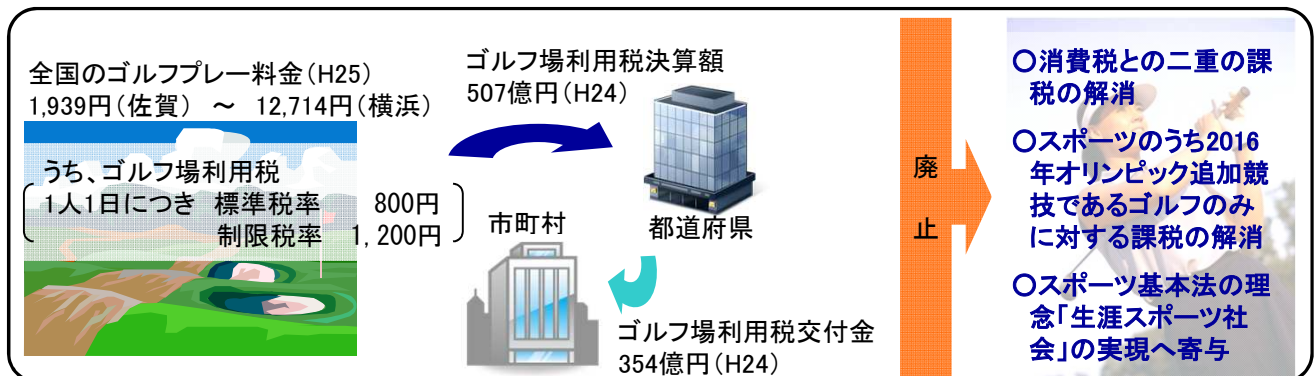 全国のゴルフプレー料金(H25)
1,939円(佐賀) ~ 12,714円(横浜)
うち、ゴルフ場利用税
1人1日につき 標準税率 800円
制限税率 1,200円
ゴルフ場利用税決算額
507億円(H24)
都道府県
市町村
ゴルフ場利用税交付金
354億円(H24)
廃
止
○消費税との二重の課
税の解消
○スポーツのうち2016
年オリンピック追加競
技であるゴルフのみ
に対する課税の解消
○スポーツ基本法の理
念「生涯スポーツ社
会」の実現へ寄与